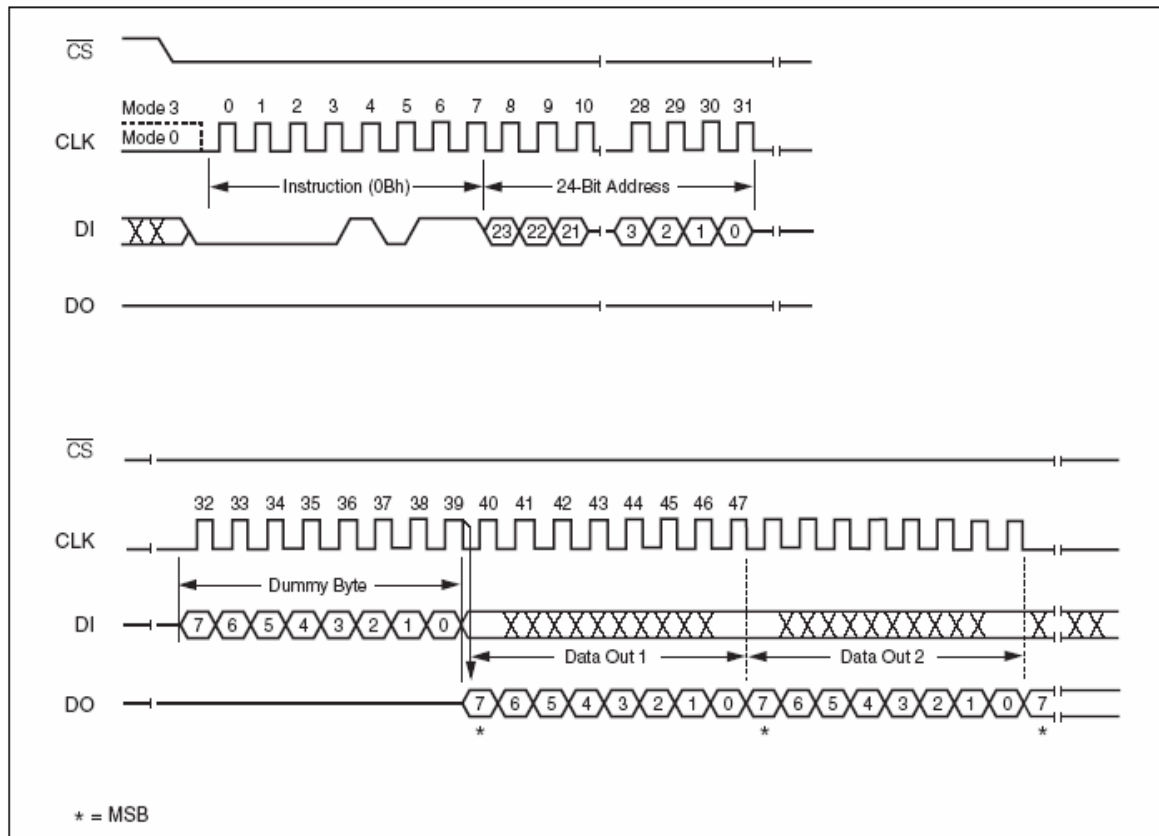 CS
Mode 3 0 1 2 3 4 5 6 7 8 9 10 28 29 30 31
CLK Mode 0
Instruction (0Bh) 24-Bit Address
DI 23 22 21 3 2 1 0
DO
CS
32 33 34 35 36 37 38 39 40 41 42 43 44 45 46 47
CLK
Dummy Byte
DI 7 6 5 4 3 2 1 0
Data Out 1 Data Out 2
DO 7 6 5 4 3 2 1 0 7 6 5 4 3 2 1 0 7
* * *
* = MSB